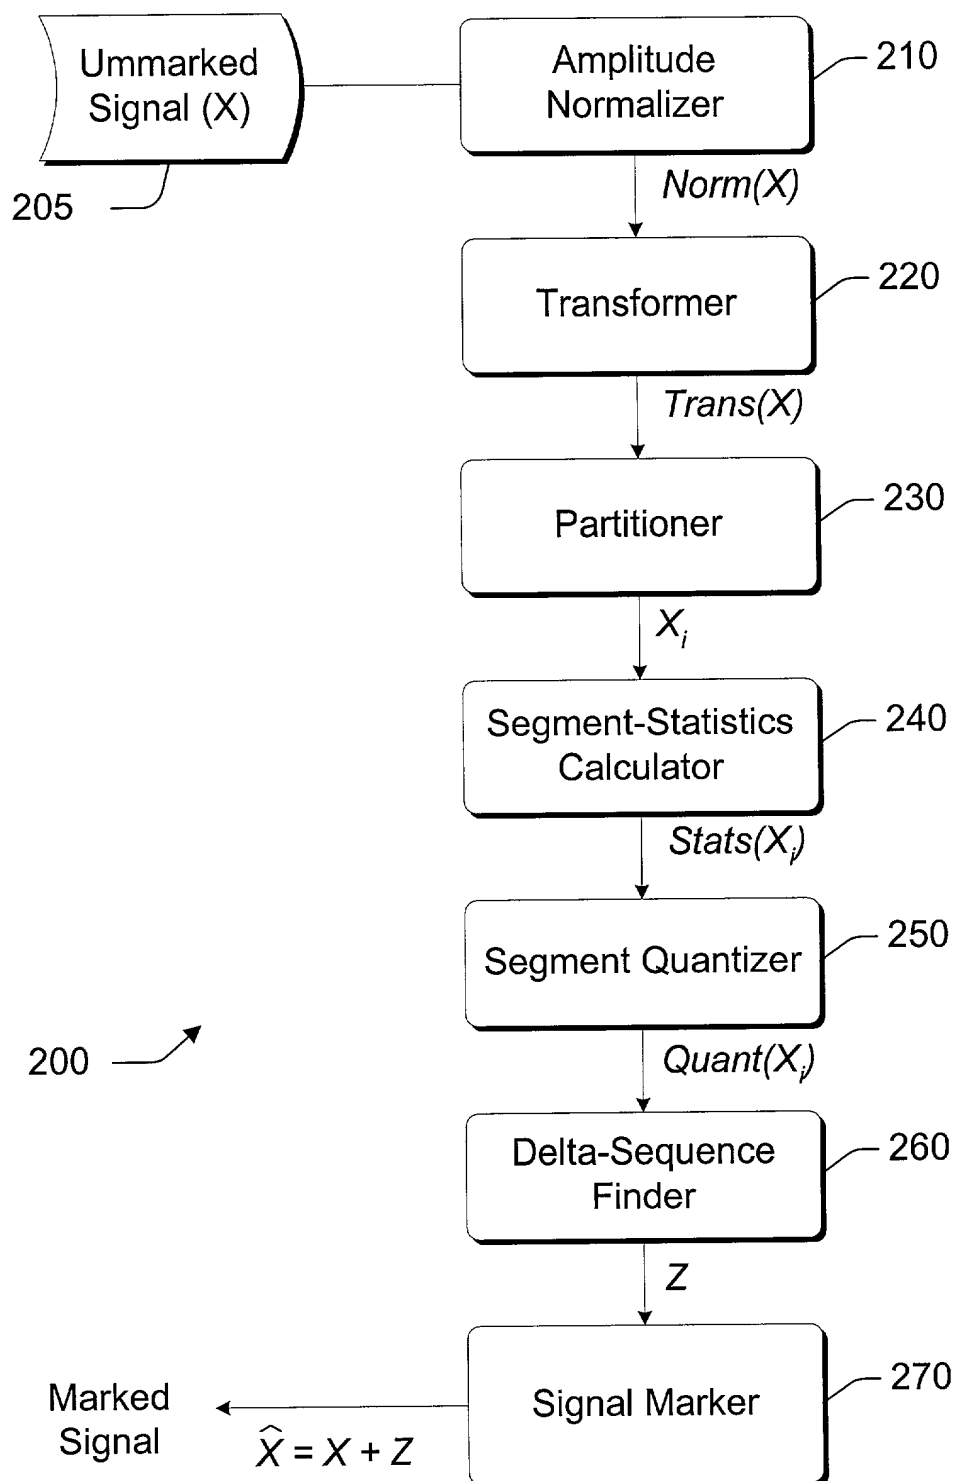 Ummarked
Signal (X)
205
Amplitude
Normalizer
210
Norm(X)
Transformer
220
Trans(X)
Partitioner
230
Xᵢ
Segment-Statistics
Calculator
240
Stats(Xᵢ)
Segment Quantizer
250
200
Quant(Xᵢ)
Delta-Sequence
Finder
260
Z
Signal Marker
270
Marked
Signal
X̂ = X + Z